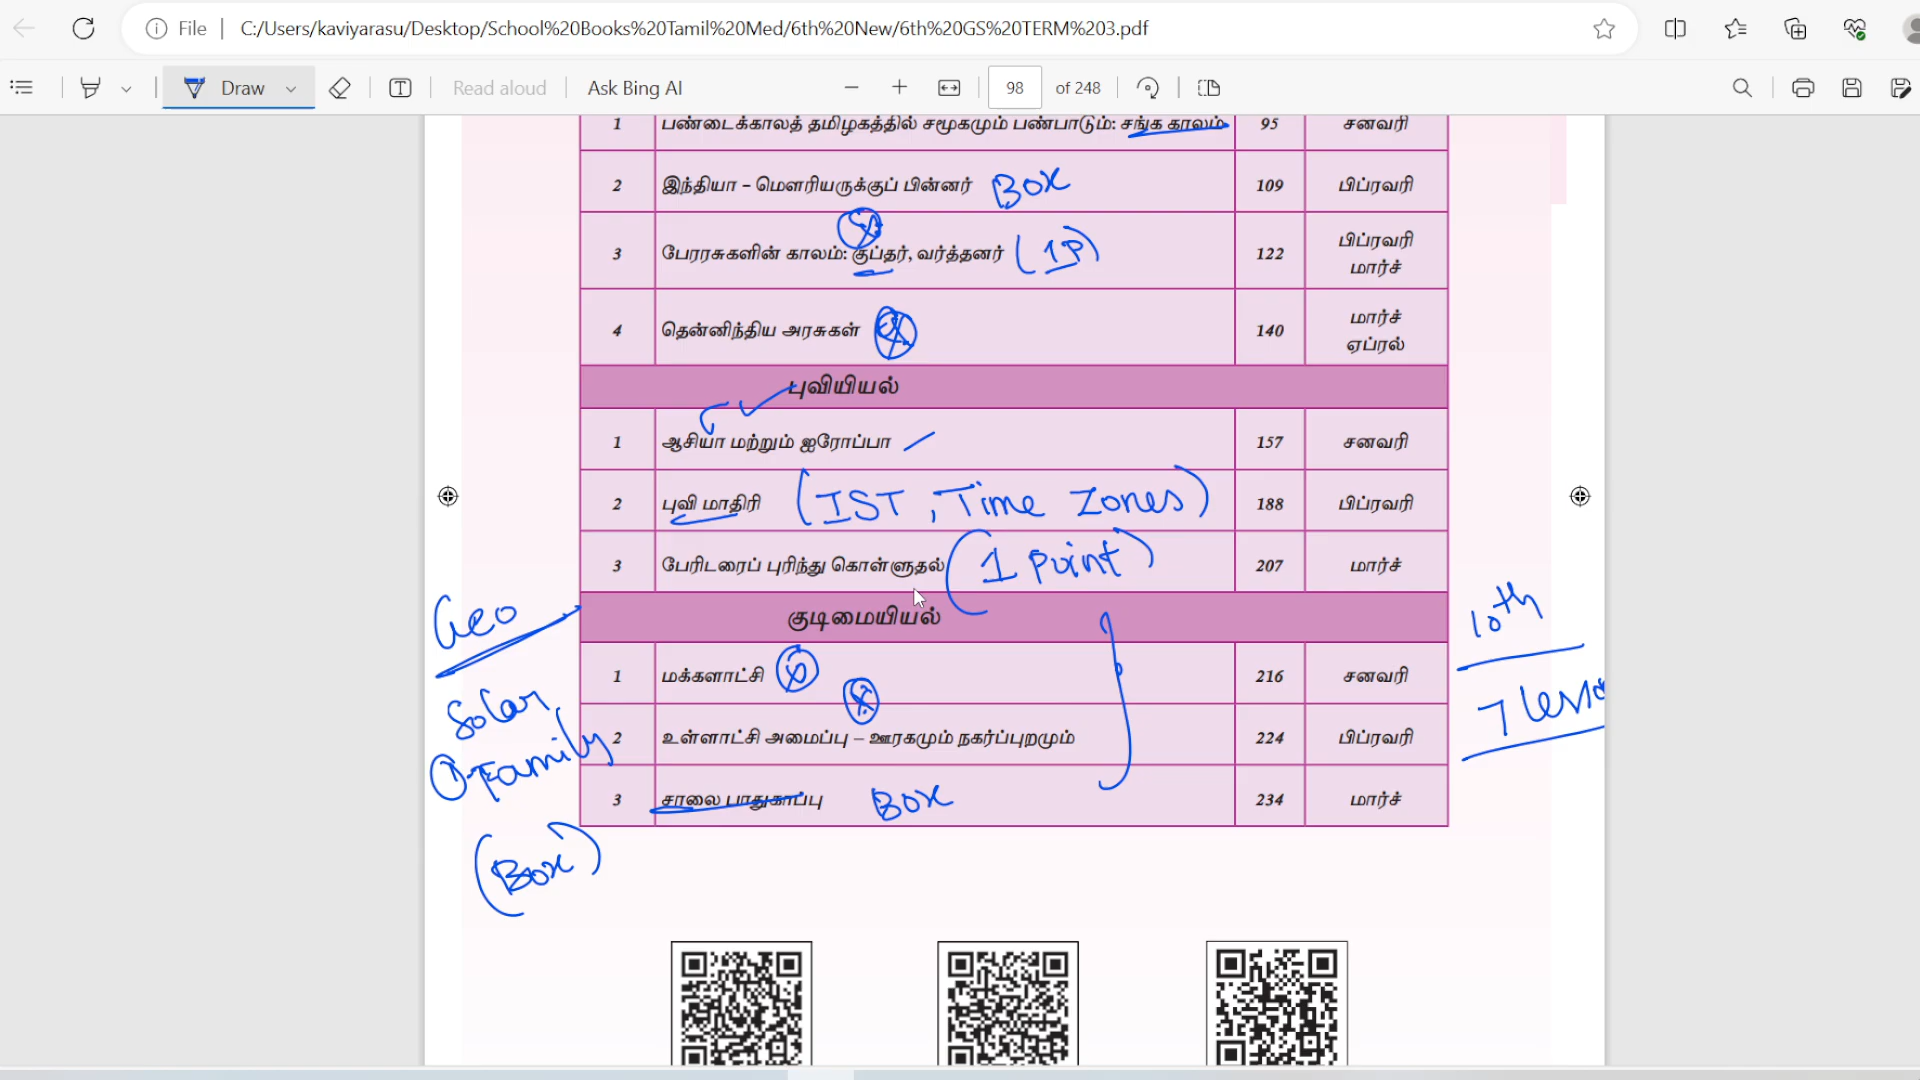 File C:/Users/kaviyarasu/Desktop/School%20Books%20Tamil%20Med/6th%20New/6th%20GS%20TERM%203.pdf
Draw Read aloud Ask Bing AI 98 of 248
1 பண்டைக்காலத் தமிழகத்தில் சமூகமும் பண்பாடும்: சங்க காலம் 95 சனவரி
2 இந்தியா – மௌரியருக்குப் பின்னர் Box 109 பிப்ரவரி
3 பேரரசுகளின் காலம்: குப்தர், வர்த்தனர் (1P) 122 பிப்ரவரி
மார்ச்
4 தென்னிந்திய அரசுகள் 140 மார்ச்
ஏப்ரல்
புவியியல்
1 ஆசியா மற்றும் ஐரோப்பா 157 சனவரி
2 புவி மாதிரி (IST, Time Zones) 188 பிப்ரவரி
3 பேரிடரைப் புரிந்து கொள்ளுதல் (1 Point) 207 மார்ச்
Geo குடிமையியல் 10th
1 மக்களாட்சி 216 சனவரி
Solar 7
2 உள்ளாட்சி அமைப்பு – ஊரகமும் நகர்ப்புறமும் 224 பிப்ரவரி
Family
3 சாலை பாதுகாப்பு Box 234 மார்ச்
(Box)